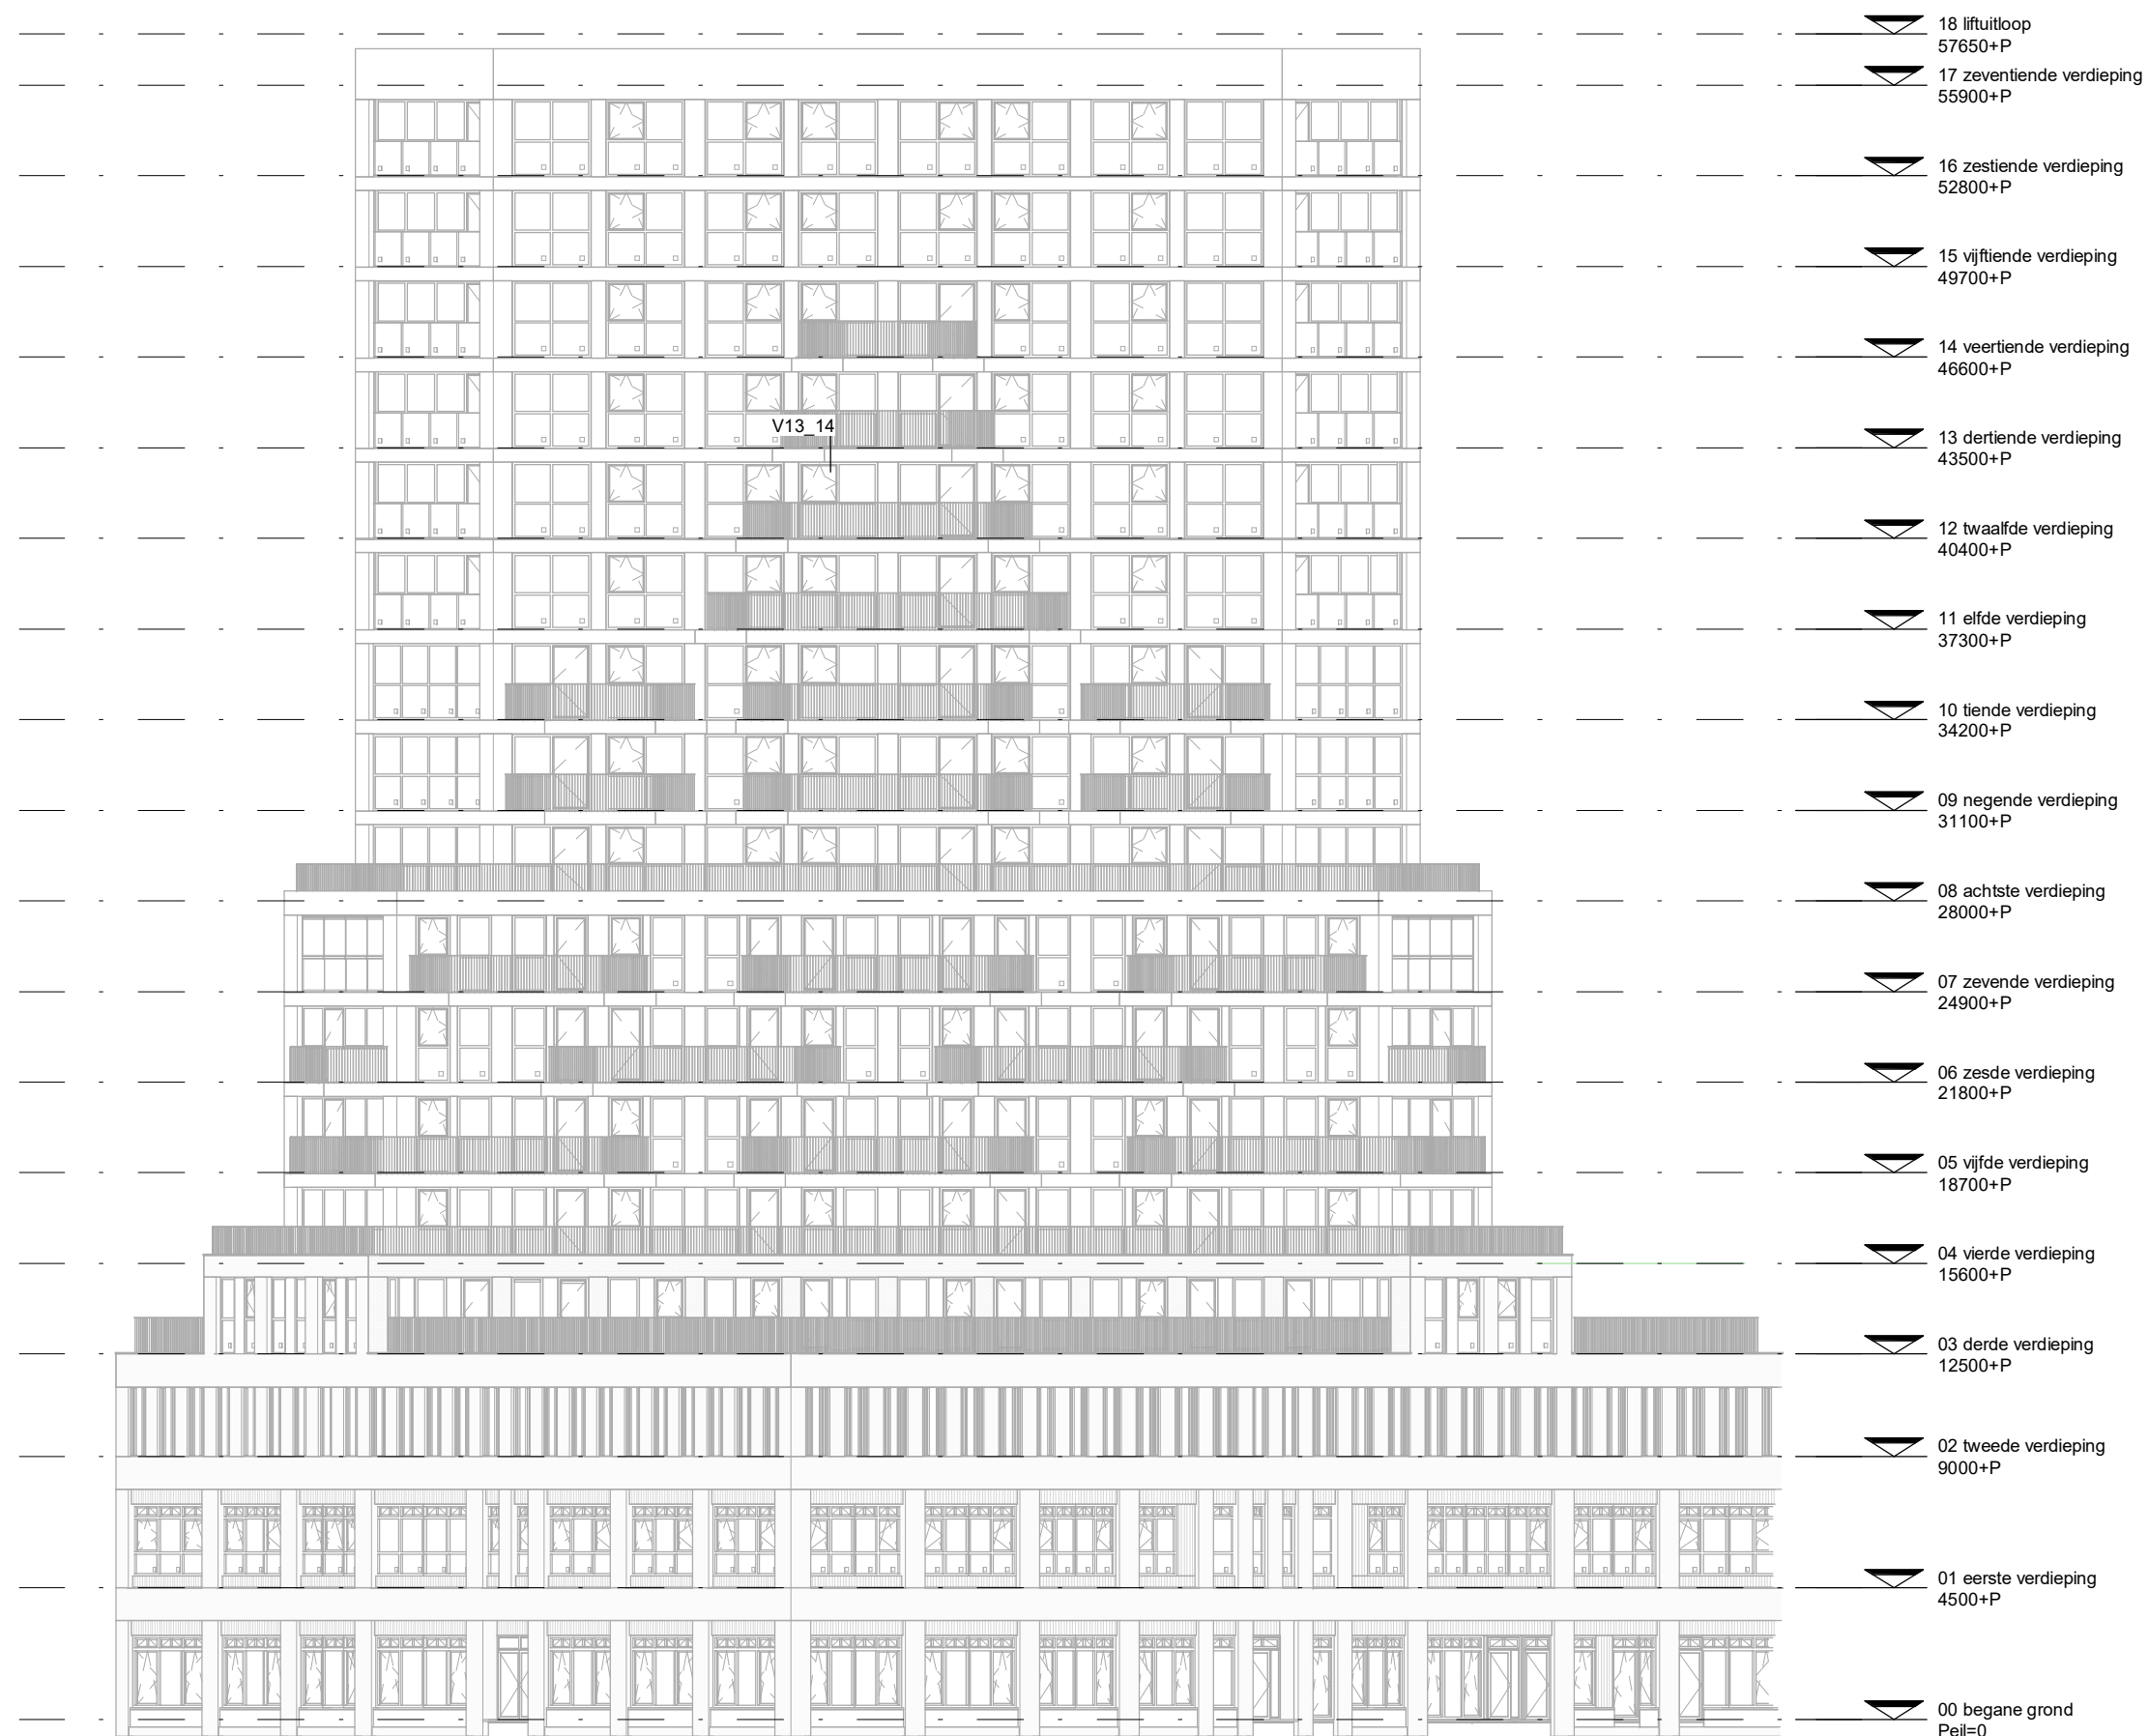 18 liftuitloop
57650+P
17 zeventiende verdieping
55900+P
16 zestiende verdieping
52800+P
15 vijftiende verdieping
49700+P
14 veertiende verdieping
46600+P
V13_14
13 dertiende verdieping
43500+P
12 twaalfde verdieping
40400+P
11 elfde verdieping
37300+P
10 tiende verdieping
34200+P
09 negende verdieping
31100+P
08 achtste verdieping
28000+P
07 zevende verdieping
24900+P
06 zesde verdieping
21800+P
05 vijfde verdieping
18700+P
04 vierde verdieping
15600+P
03 derde verdieping
12500+P
02 tweede verdieping
9000+P
01 eerste verdieping
4500+P
00 begane grond
Peil=0